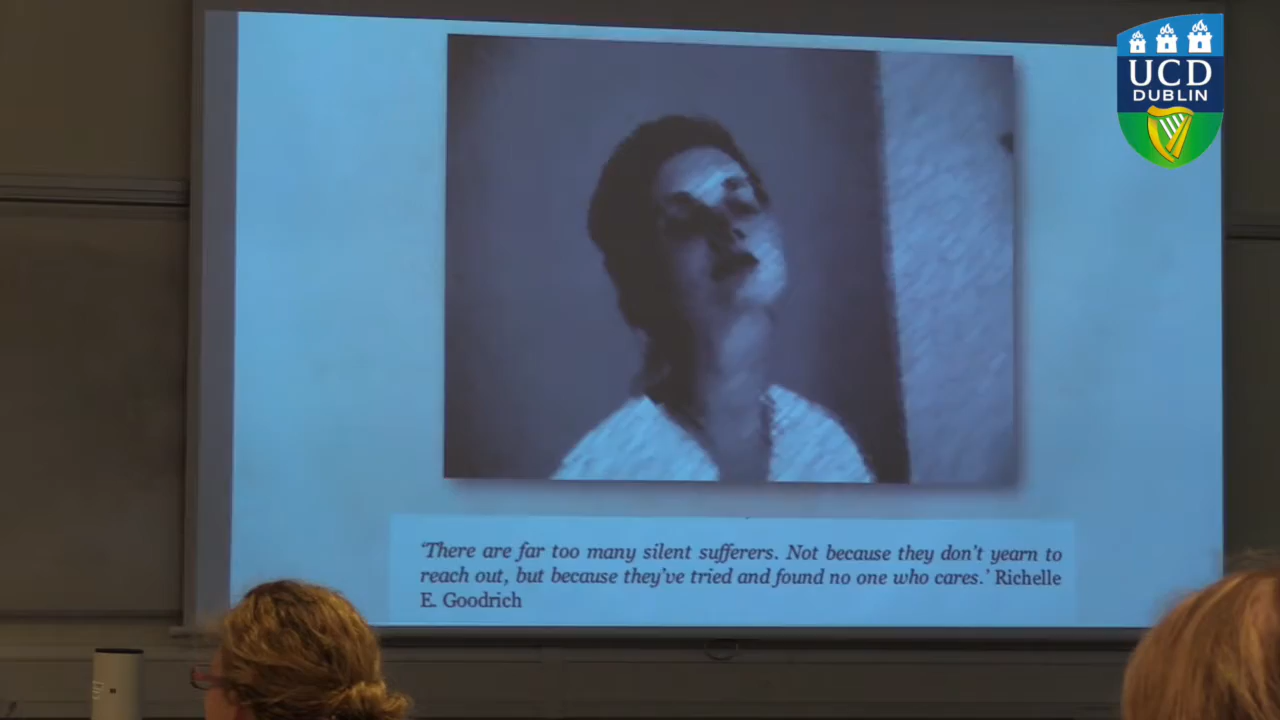 UCD
DUBLIN
‘There are far too many silent sufferers. Not because they don't yearn to
reach out, but because they've tried and found no one who cares.’ Richelle
E. Goodrich